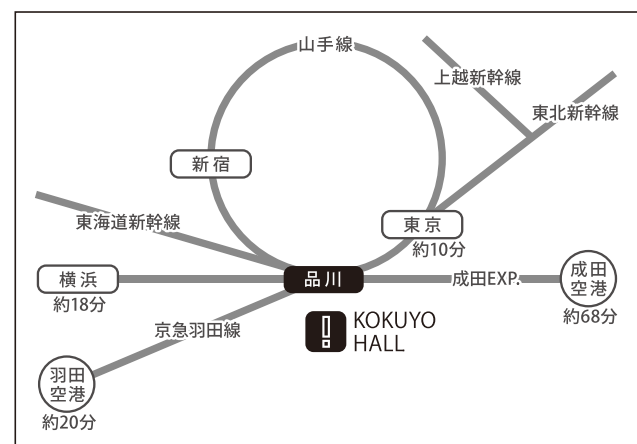 山手線
上越新幹線
東北新幹線
新宿
東海道新幹線
東京
約10分
横浜
約18分
品川
成田EXP.
成田
空港
約68分
京急羽田線
KOKUYO
HALL
羽田
空港
約20分